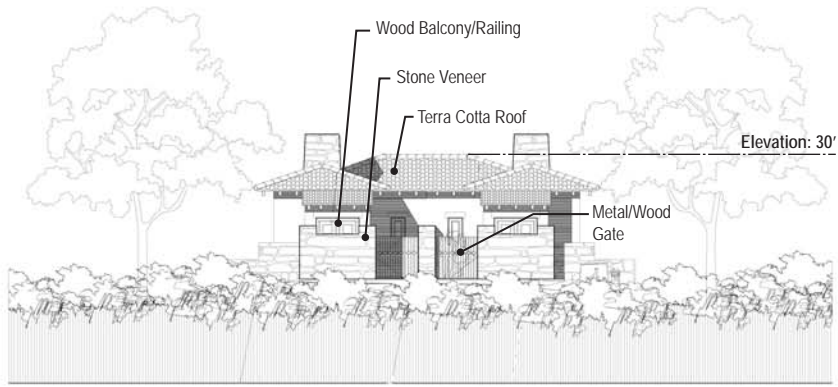 Wood Balcony/Railing
Stone Veneer
Terra Cotta Roof
Elevation: 30'
Metal/Wood
Gate